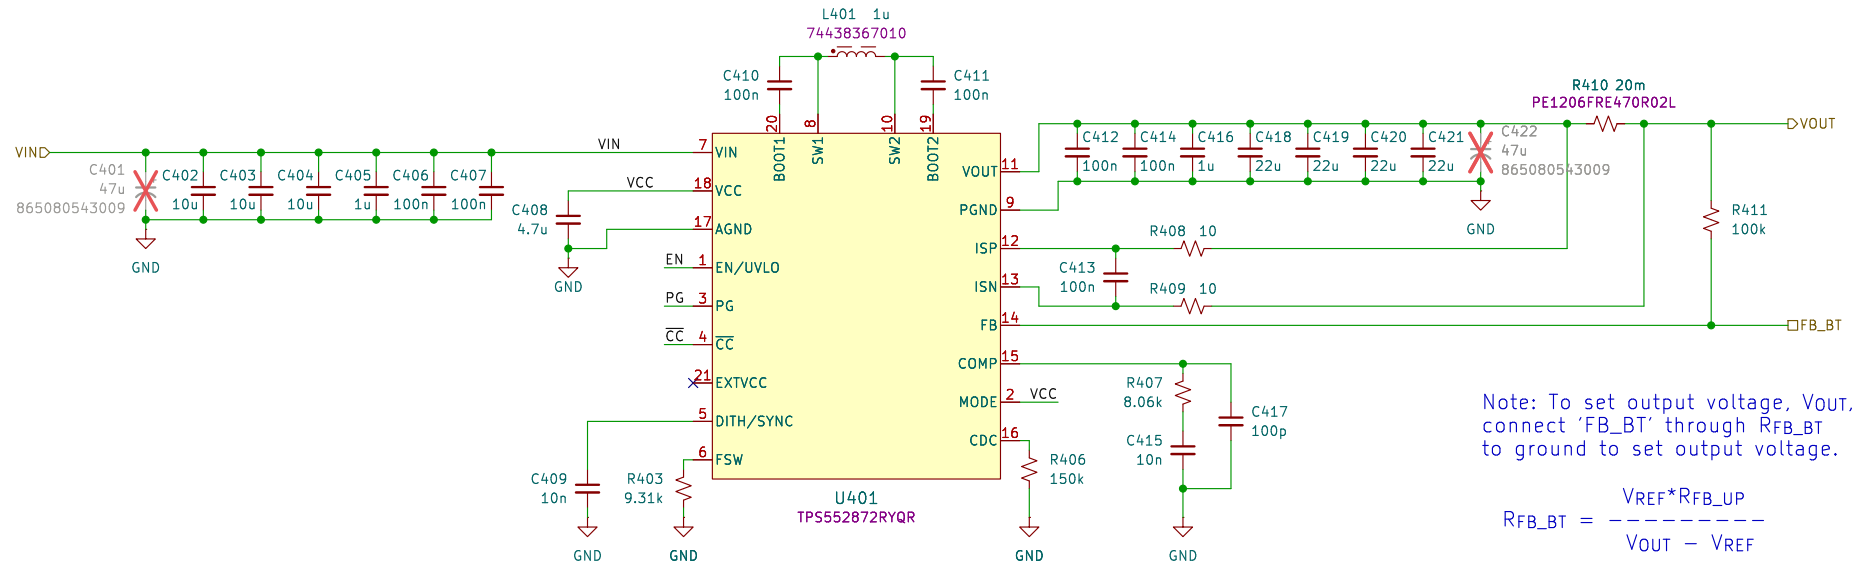 L401 1u
74438367010
C410
100n
C411
100n
R410 20m
PE1206FRE470R02L
20
8
10
19
BOOT1
SW1
SW2
BOOT2
VIN
VIN
7
VIN
C401
47u
865080543009
C402
10u
C403
10u
C404
10u
C405
1u
C406
100n
C407
100n
GND
VCC
18
VCC
C408
4.7u
17
AGND
GND
EN
1
EN/UVLO
PG
3
PG
CC
4
CC
21
EXTVCC
5
DITH/SYNC
6
FSW
C409
10n
R403
9.31k
GND
GND
U401
TPS552872RYQR
VOUT
11
PGND
9
ISP
12
ISN
13
FB
14
COMP
15
MODE
2
VCC
CDC
16
C412
100n
C414
100n
C416
1u
C418
22u
C419
22u
C420
22u
C421
22u
C422
47u
865080543009
GND
VOUT
R408 10
C413
100n
R409 10
R411
100k
FB_BT
R407
8.06k
C415
10n
C417
100p
R406
150k
GND
GND
Note: To set output voltage, VOUT,
connect 'FB_BT' through RFB_BT
to ground to set output voltage.
VREF*RFB_UP
RFB_BT = ---------
VOUT - VREF